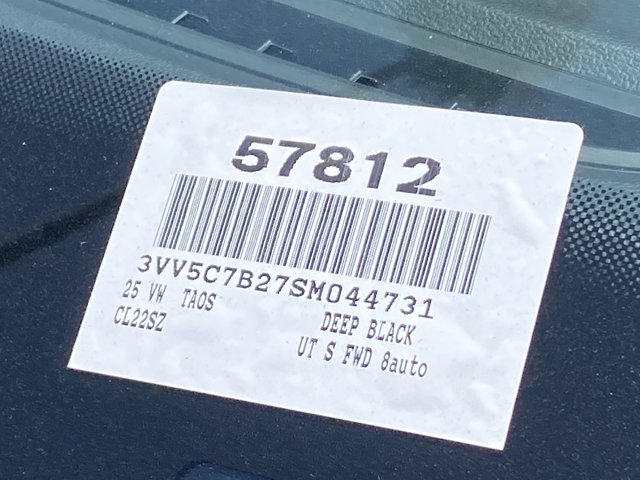 57812
3VV5C7B27SM044731
25 VW TAOS DEEP BLACK
CL22SZ UT S FWD 8auto